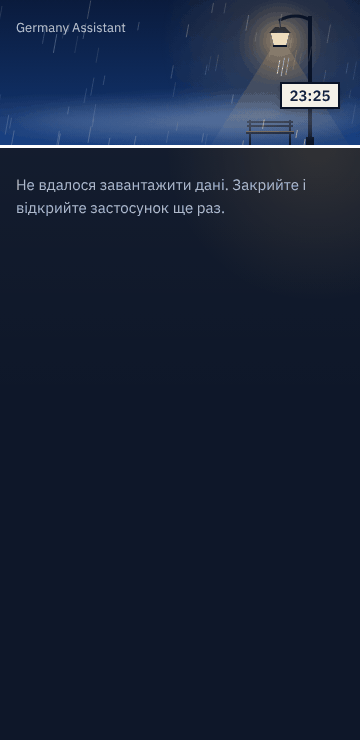 Germany Assistant
23:25
Не вдалося завантажити дані. Закрийте і
відкрийте застосунок ще раз.